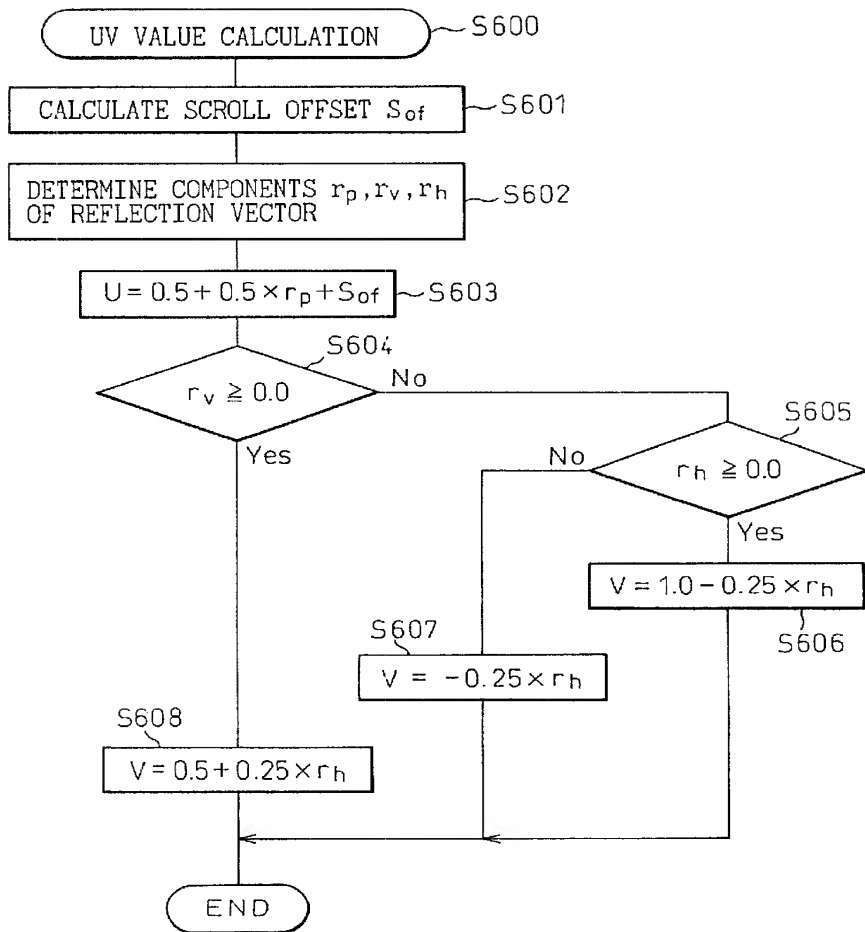 UV VALUE CALCULATION
S600
CALCULATE SCROLL OFFSET Sof
S601
DETERMINE COMPONENTS rp,rv,rh
OF REFLECTION VECTOR
S602
U=0.5+0.5×rp+Sof
S603
S604
rv ≧ 0.0
No
Yes
S605
rh ≧ 0.0
No
Yes
V=1.0−0.25×rh
S606
S607
V = −0.25×rh
S608
V=0.5+0.25×rh
END